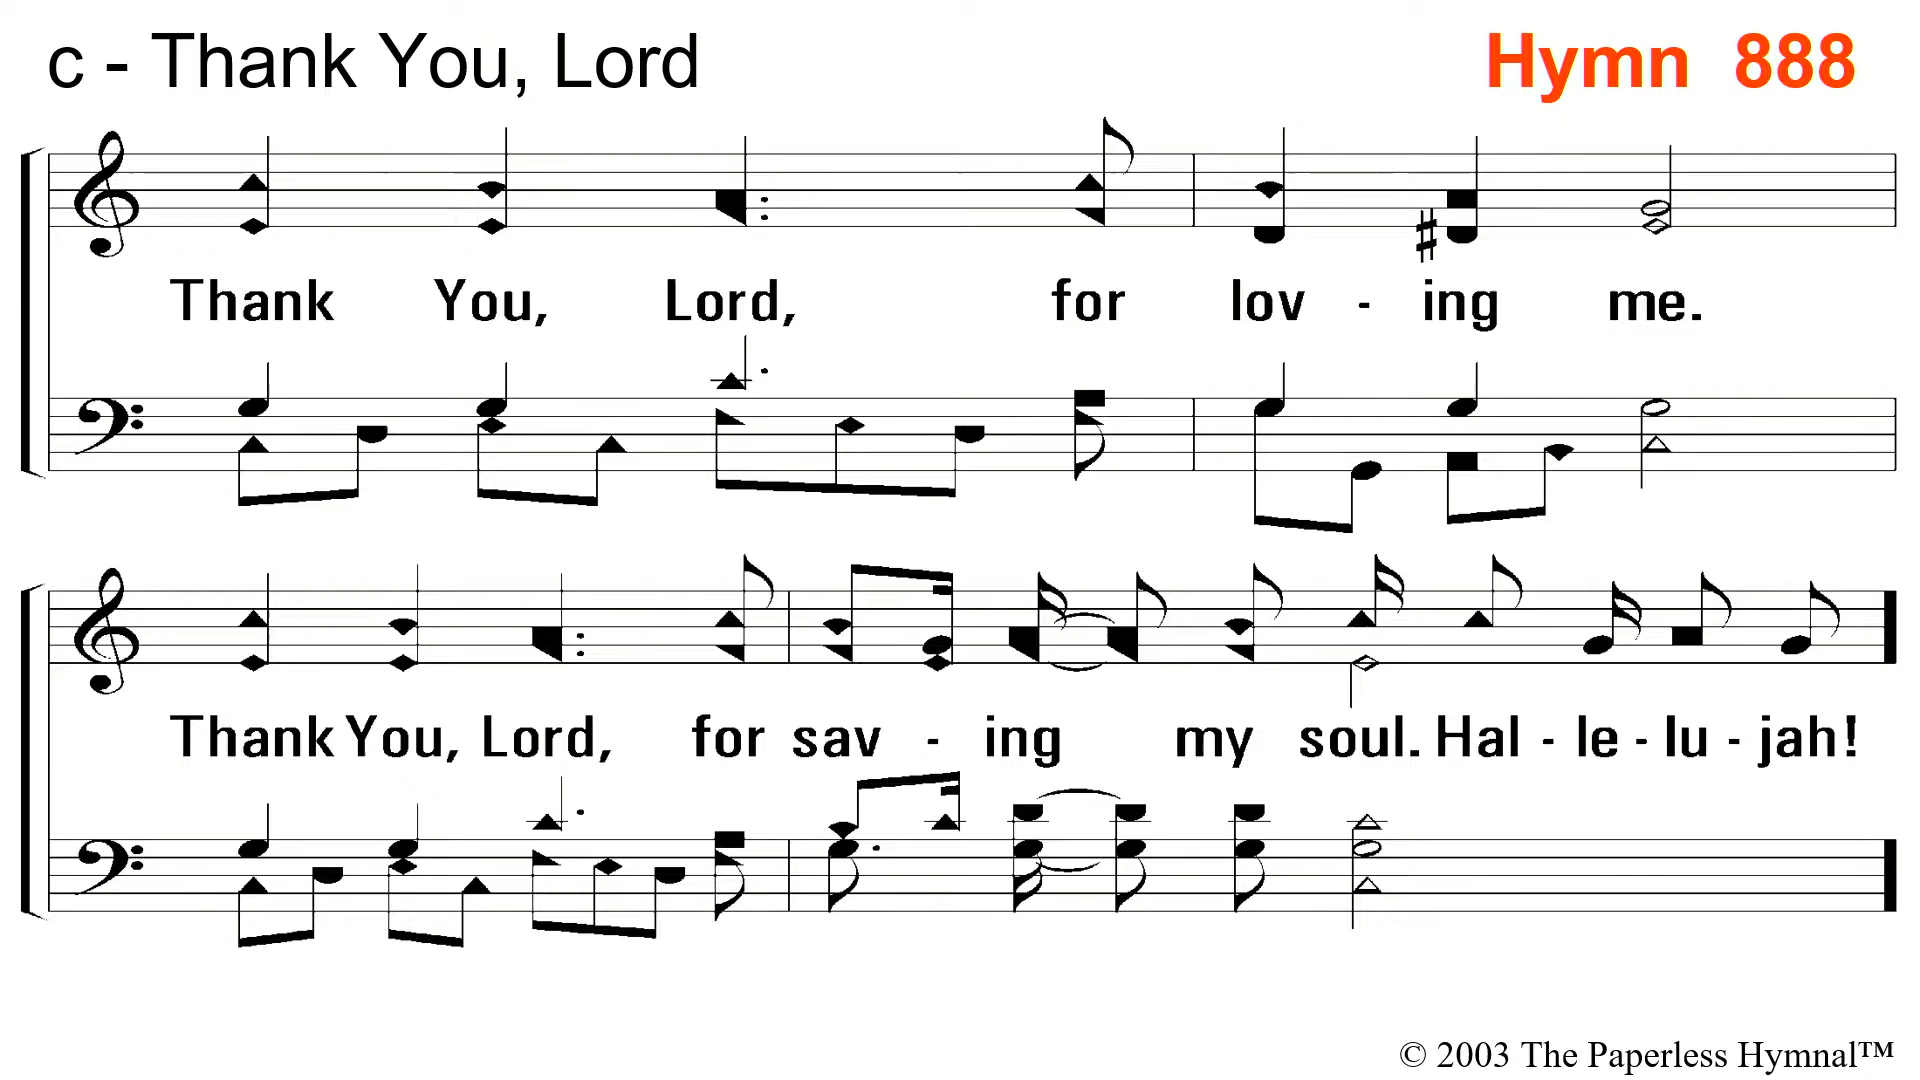 c - Thank You, Lord
Hymn 888
Thank You, Lord, for lov - ing me.
Thank You, Lord, for sav - ing my soul. Hal - le - lu - jah!
© 2003 The Paperless Hymnal™